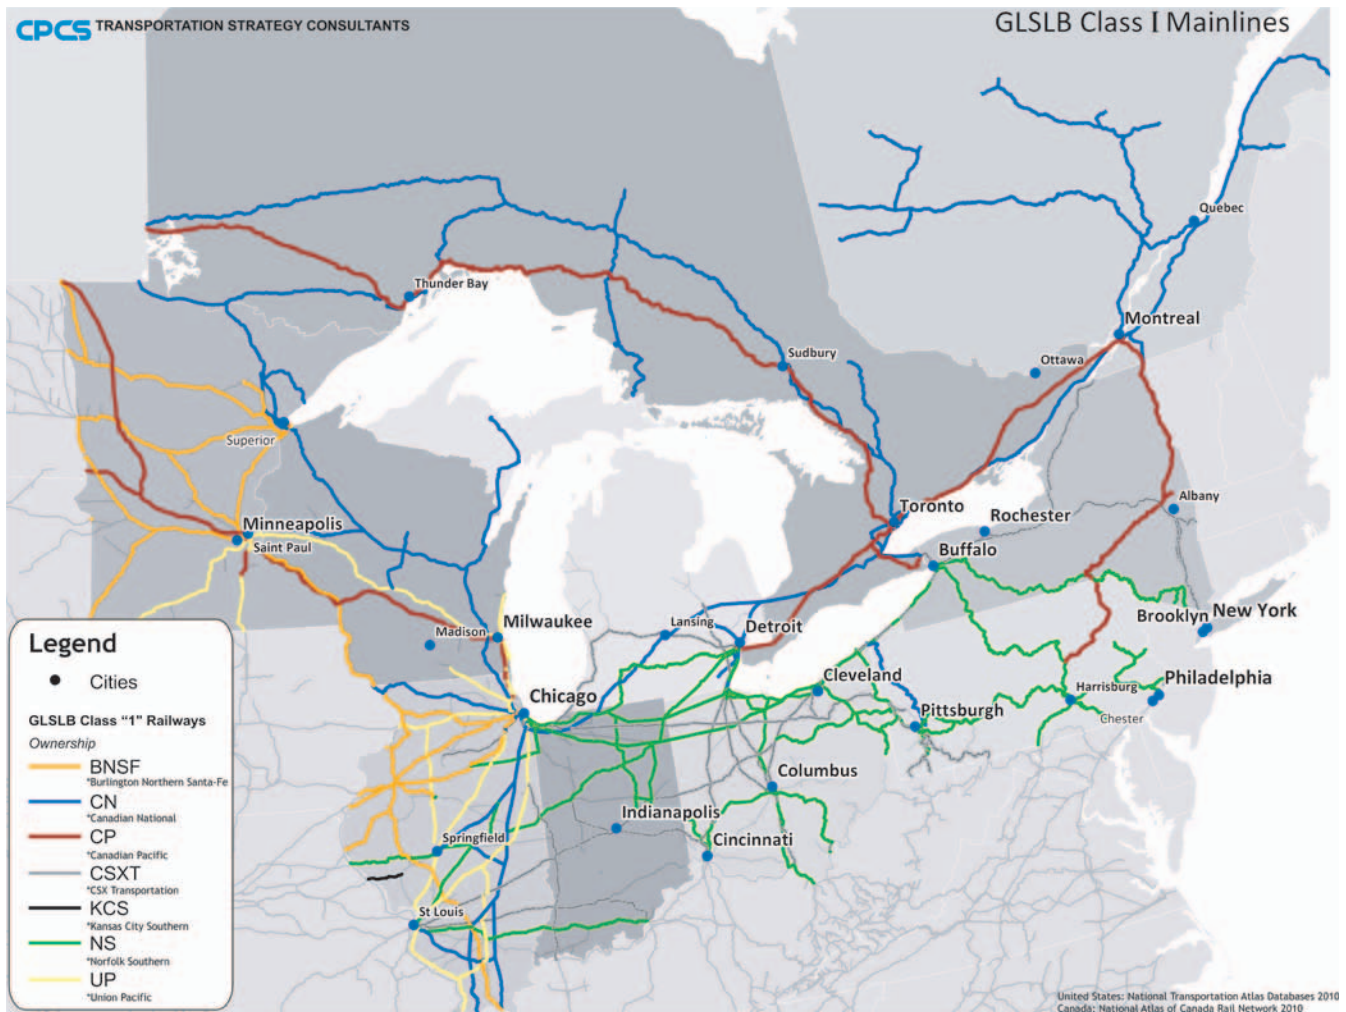 CPCS TRANSPORTATION STRATEGY CONSULTANTS
GLSLB Class I Mainlines
Quebec
Thunder Bay
Montreal
Sudbury
Ottawa
Superior
Albany
Toronto
Rochester
Minneapolis
Saint Paul
Buffalo
Brooklyn
New York
Milwaukee
Lansing
Detroit
Madison
Cleveland
Philadelphia
Harrisburg
Chicago
Pittsburgh
Chester
Columbus
Indianapolis
Springfield
Cincinnati
St Louis
Legend
Cities
GLSLB Class "1" Railways
Ownership
BNSF
*Burlington Northern Santa-Fe
CN
*Canadian National
CP
*Canadian Pacific
CSXT
*CSX Transportation
KCS
*Kansas City Southern
NS
*Norfolk Southern
UP
*Union Pacific
United States: National Transportation Atlas Databases 2010
Canada: National Atlas of Canada Rail Network 2010